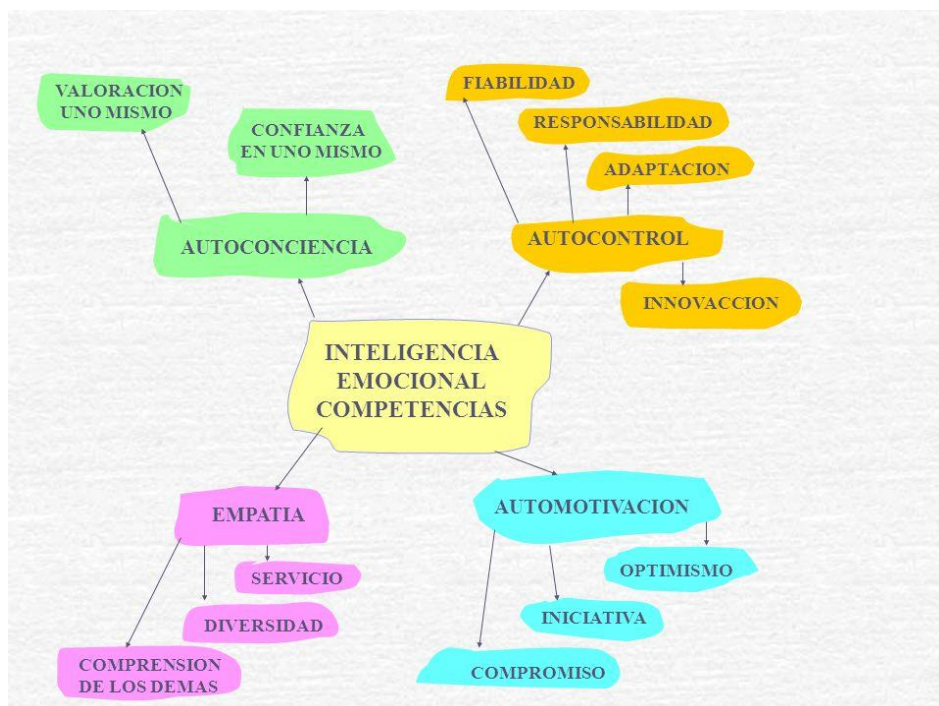 VALORACION
UNO MISMO
CONFIANZA
EN UNO MISMO
AUTOCONCIENCIA
FIABILIDAD
RESPONSABILIDAD
ADAPTACION
AUTOCONTROL
INNOVACCION
INTELIGENCIA
EMOCIONAL
COMPETENCIAS
EMPATIA
SERVICIO
DIVERSIDAD
COMPRENSION
DE LOS DEMAS
AUTOMOTIVACION
OPTIMISMO
INICIATIVA
COMPROMISO